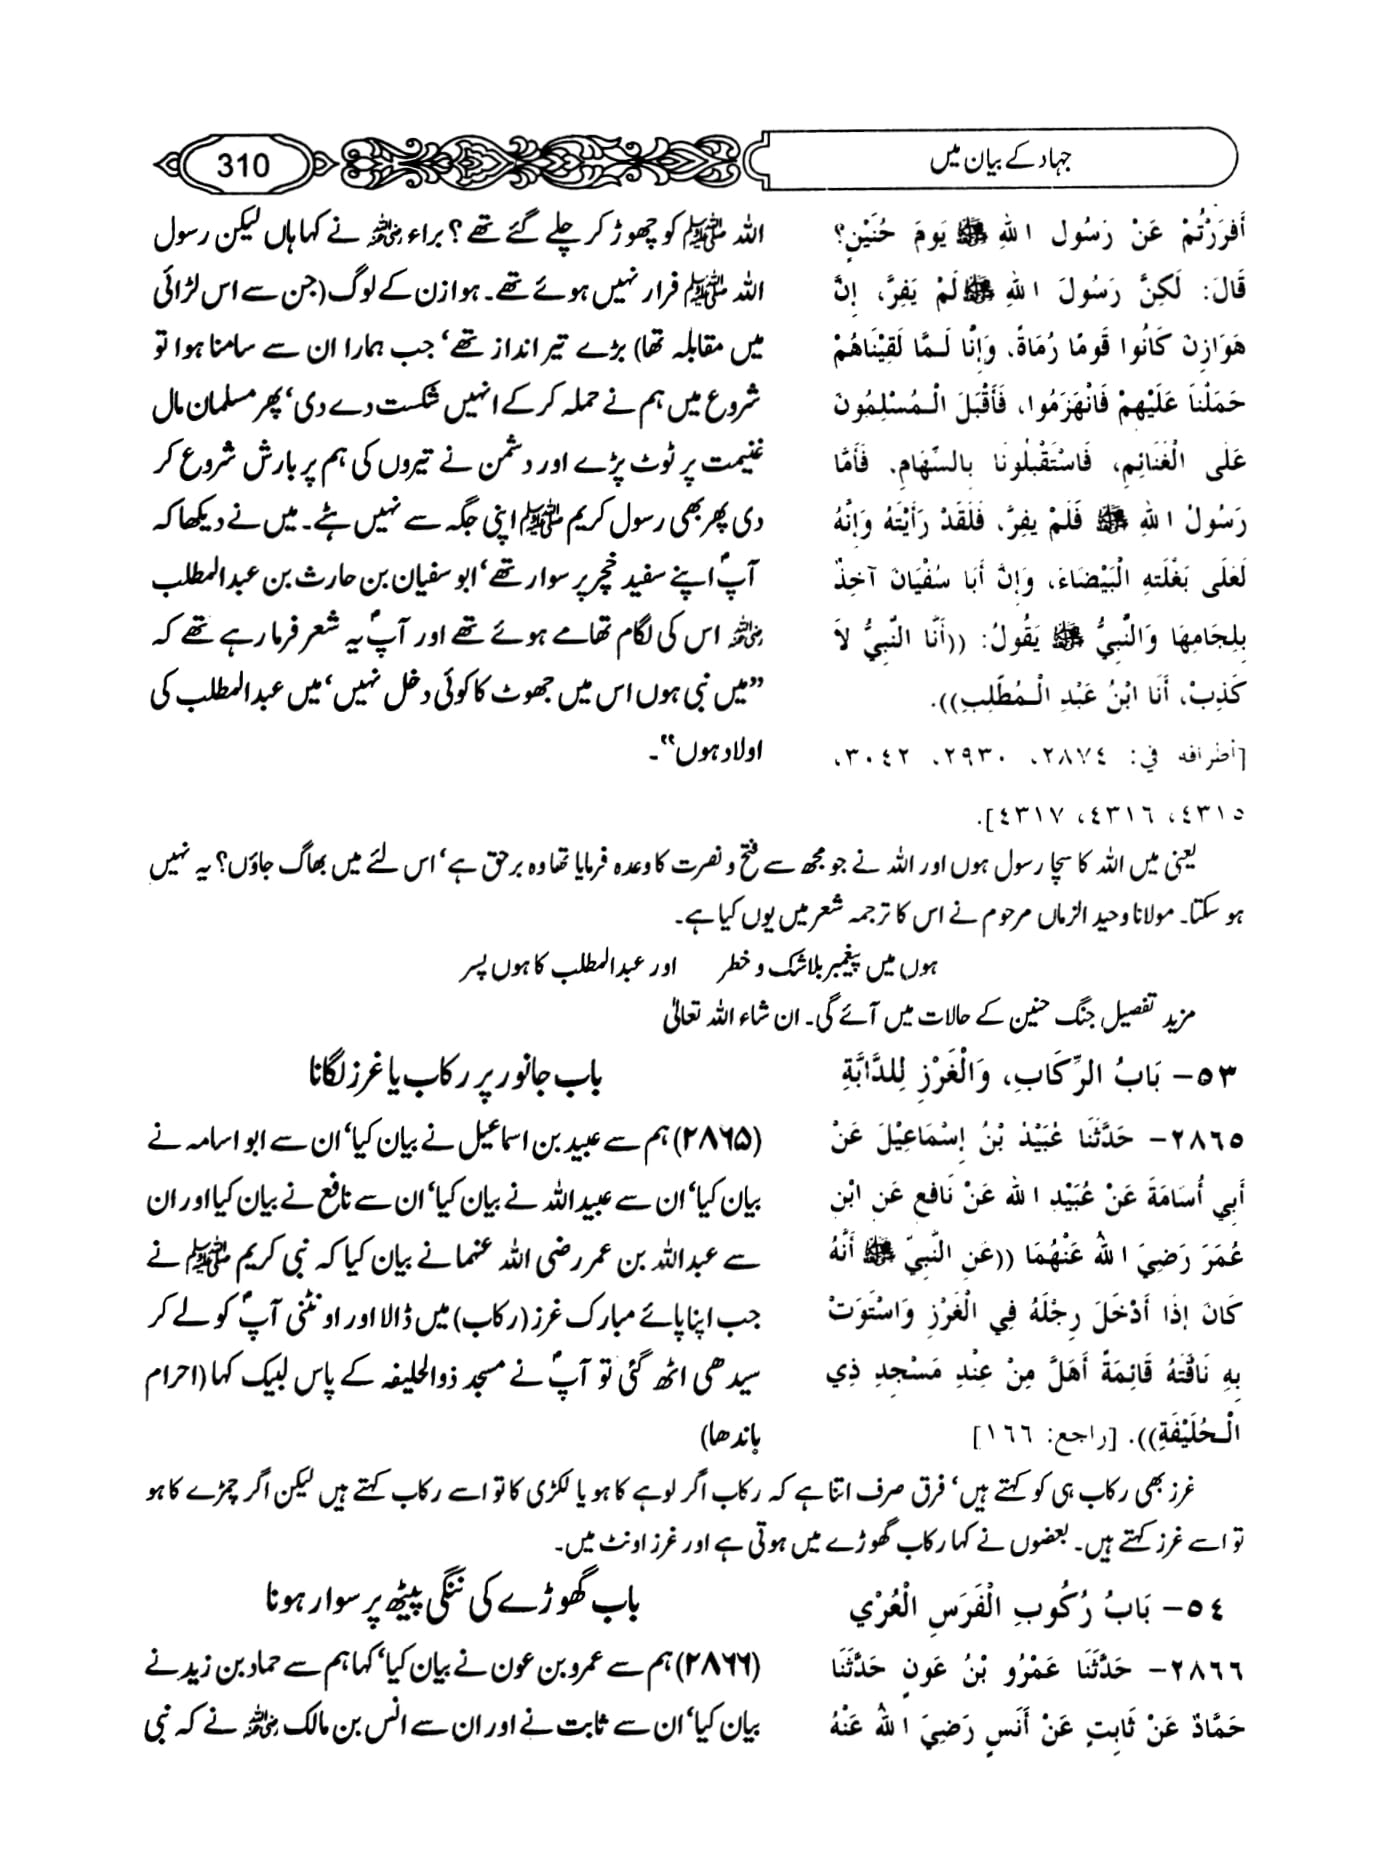 جہاد کے بیان میں
310
أَفَرَرْتُمْ عَنْ رَسُولِ اللهِ ﷺ يَومَ حُنَيْنٍ؟
قَالَ: لَكِنَّ رَسُولَ اللهِ ﷺ لَمْ يَفِرَّ، إِنَّ
هَوَازِنَ كَانُوا قَومًا رُمَاةً، وَإِنَّا لَـمَّا لَقِيْنَاهُمْ
حَمَلْنَا عَلَيْهِمْ فَانْهَزَمُوا، فَأَقْبَلَ الْـمُسْلِمُونَ
عَلَى الْغَنَائِمِ، فَاسْتَقْبَلُونَا بِالسِّهَامِ. فَأَمَّا
رَسُولُ اللهِ ﷺ فَلَمْ يَفِرَّ، فَلَقَدْ رَأَيْتَهُ وَإِنَّهُ
لَعَلَى بَغْلَتِهِ الْبَيْضَاءَ، وَإِنَّ أَبَا سُفْيَانَ آخِذٌ
بِلِجَامِهَا وَالنَّبِيُّ ﷺ يَقُولُ: ((أَنَا النَّبِيُّ لاَ
كَذِبْ، أَنَا ابْنُ عَبْدِ الْـمُطَّلِبِ)).
[أطرافه في: ٢٨٧٤، ٢٩٣٠، ٣٠٤٢،
٤٣١٥، ٤٣١٦، ٤٣١٧].
اللہ ﷺ کو چھوڑ کر چلے گئے تھے؟ براء رضی اللہ عنہ نے کہا ہاں لیکن رسول
اللہ ﷺ فرار نہیں ہوئے تھے۔ ہوازن کے لوگ (جن سے اس لڑائی
میں مقابلہ تھا) بڑے تیر انداز تھے‘ جب ہمارا ان سے سامنا ہوا تو
شروع میں ہم نے حملہ کر کے انہیں شکست دے دی‘ پھر مسلمان مال
غنیمت پر ٹوٹ پڑے اور دشمن نے تیروں کی ہم پر بارش شروع کر
دی پھر بھی رسول کریم ﷺ اپنی جگہ سے نہیں ہٹے۔ میں نے دیکھا کہ
آپؐ اپنے سفید خچر پر سوار تھے‘ ابو سفیان بن حارث بن عبدالمطلب
رضی اللہ عنہ اس کی لگام تھامے ہوئے تھے اور آپؐ یہ شعر فرما رہے تھے کہ
”میں نبی ہوں اس میں جھوٹ کا کوئی دخل نہیں‘ میں عبدالمطلب کی
اولاد ہوں“۔
یعنی میں اللہ کا سچا رسول ہوں اور اللہ نے جو مجھ سے فتح و نصرت کا وعدہ فرمایا تھا وہ برحق ہے‘ اس لئے میں بھاگ جاؤں؟ یہ نہیں
ہو سکتا۔ مولانا وحید الزماں مرحوم نے اس کا ترجمہ شعر میں یوں کیا ہے۔
ہوں میں پیغمبر بلا شک و خطر اور عبدالمطلب کا ہوں پسر
مزید تفصیل جنگ حنین کے حالات میں آئے گی۔ ان شاء اللہ تعالیٰ
٥٣- بَابُ الرِّكَابِ، وَالْغَرْزِ لِلدَّابَّةِ
باب جانور پر رکاب یا غرز لگانا
٢٨٦٥- حَدَّثَنَا عُبَيْدُ بْنُ إِسْمَاعِيْلَ عَنْ
أَبِي أُسَامَةَ عَنْ عُبَيْدِ اللهِ عَنْ نَافِعٍ عَنِ ابْنِ
عُمَرَ رَضِيَ اللهُ عَنْهُمَا ((عَنِ النَّبِيِّ ﷺ أَنَّهُ
كَانَ إِذَا أَدْخَلَ رِجْلَهُ فِي الْغَرْزِ وَاسْتَوَتْ
بِهِ نَاقَتُهُ قَائِمَةً أَهَلَّ مِنْ عِنْدِ مَسْجِدِ ذِي
الْـحُلَيْفَةِ)). [راجع: ١٦٦]
(۲۸۶۵) ہم سے عبید بن اسماعیل نے بیان کیا‘ ان سے ابو اسامہ نے
بیان کیا‘ ان سے عبیداللہ نے بیان کیا‘ ان سے نافع نے بیان کیا اور ان
سے عبداللہ بن عمر رضی اللہ عنہما نے بیان کیا کہ نبی کریم ﷺ نے
جب اپنا پائے مبارک غرز (رکاب) میں ڈالا اور اونٹنی آپؐ کو لے کر
سیدھی اٹھ گئی تو آپؐ نے مسجد ذوالحلیفہ کے پاس لبیک کہا (احرام
باندھا)
غرز بھی رکاب ہی کو کہتے ہیں‘ فرق صرف اتنا ہے کہ رکاب اگر لوہے کا ہو یا لکڑی کا تو اسے رکاب کہتے ہیں لیکن اگر چمڑے کا ہو
تو اسے غرز کہتے ہیں۔ بعضوں نے کہا رکاب گھوڑے میں ہوتی ہے اور غرز اونٹ میں۔
٥٤- بَابُ رُكُوبِ الْفَرَسِ الْعُرْيِ
باب گھوڑے کی ننگی پیٹھ پر سوار ہونا
٢٨٦٦- حَدَّثَنَا عَمْرُو بْنُ عَونٍ حَدَّثَنَا
حَمَّادٌ عَنْ ثَابِتٍ عَنْ أَنَسٍ رَضِيَ اللهُ عَنْهُ
(۲۸۶۶) ہم سے عمرو بن عون نے بیان کیا‘ کہا ہم سے حماد بن زید نے
بیان کیا‘ ان سے ثابت نے اور ان سے انس بن مالک رضی اللہ عنہ نے کہ نبی